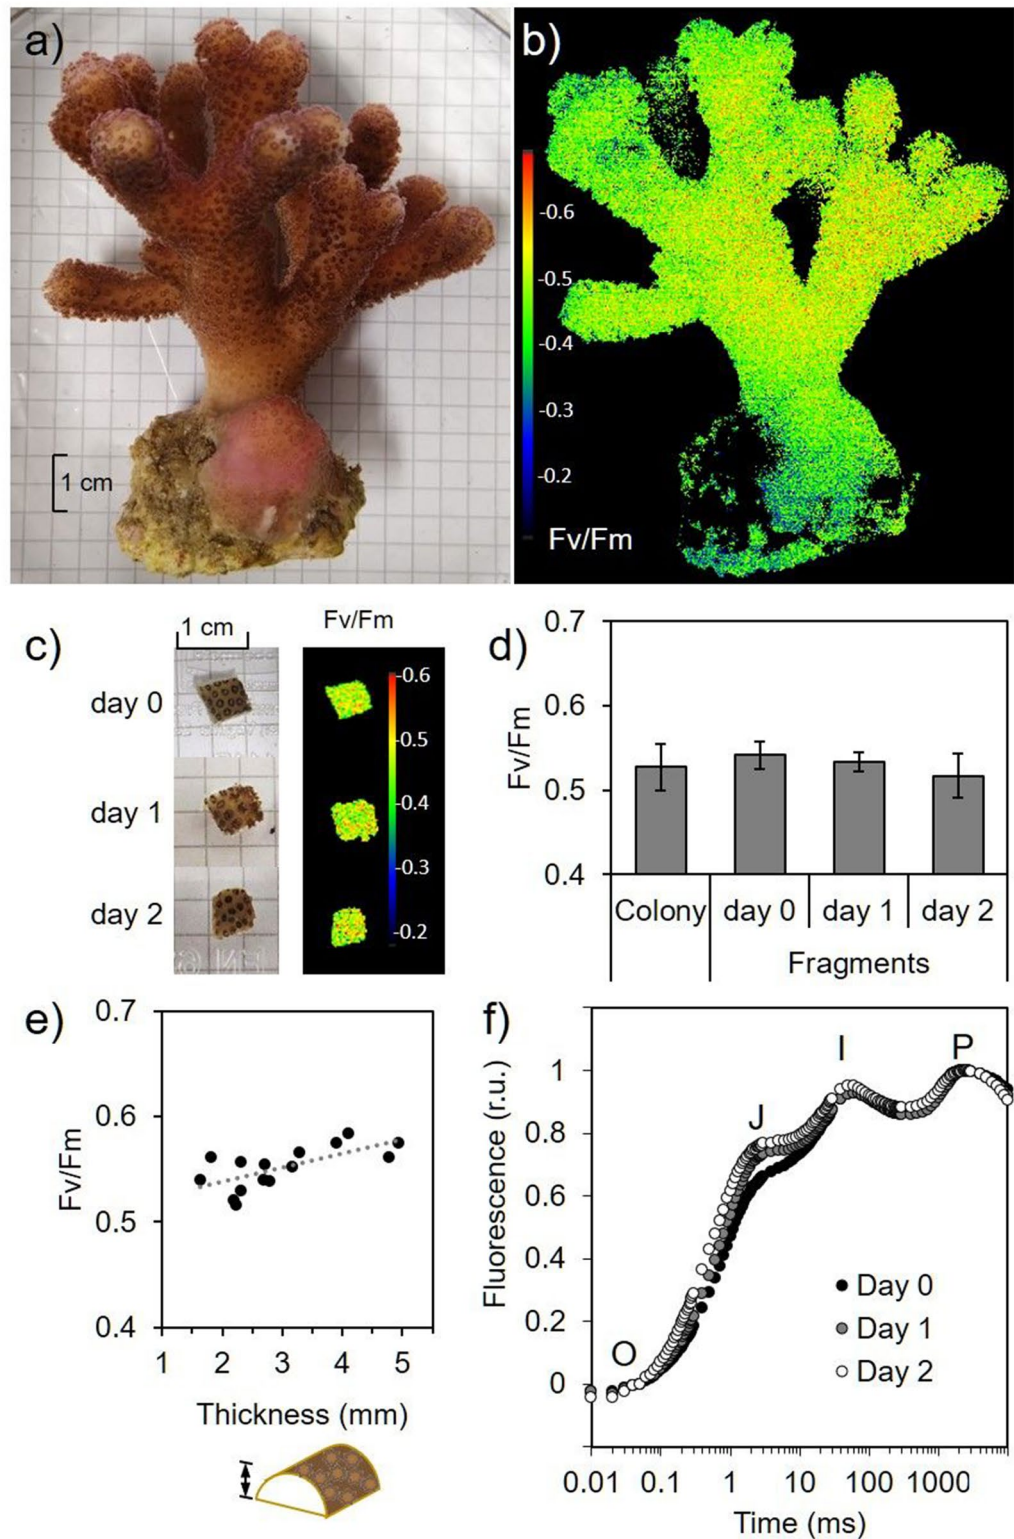 a)
1 cm
b)
-0.6
-0.5
-0.4
-0.3
-0.2
Fv/Fm
c)
1 cm
Fv/Fm
day 0
day 1
day 2
-0.6
-0.5
-0.4
-0.3
-0.2
d)
Fv/Fm
0.7
0.6
0.5
0.4
Colony
day 0
day 1
day 2
Fragments
e)
Fv/Fm
0.7
0.6
0.5
0.4
1 2 3 4 5
Thickness (mm)
f)
Fluorescence (r.u.)
1
0.8
0.6
0.4
0.2
0
O
J
I
P
Day 0
Day 1
Day 2
0.01 0.1 1 10 100 1000
Time (ms)